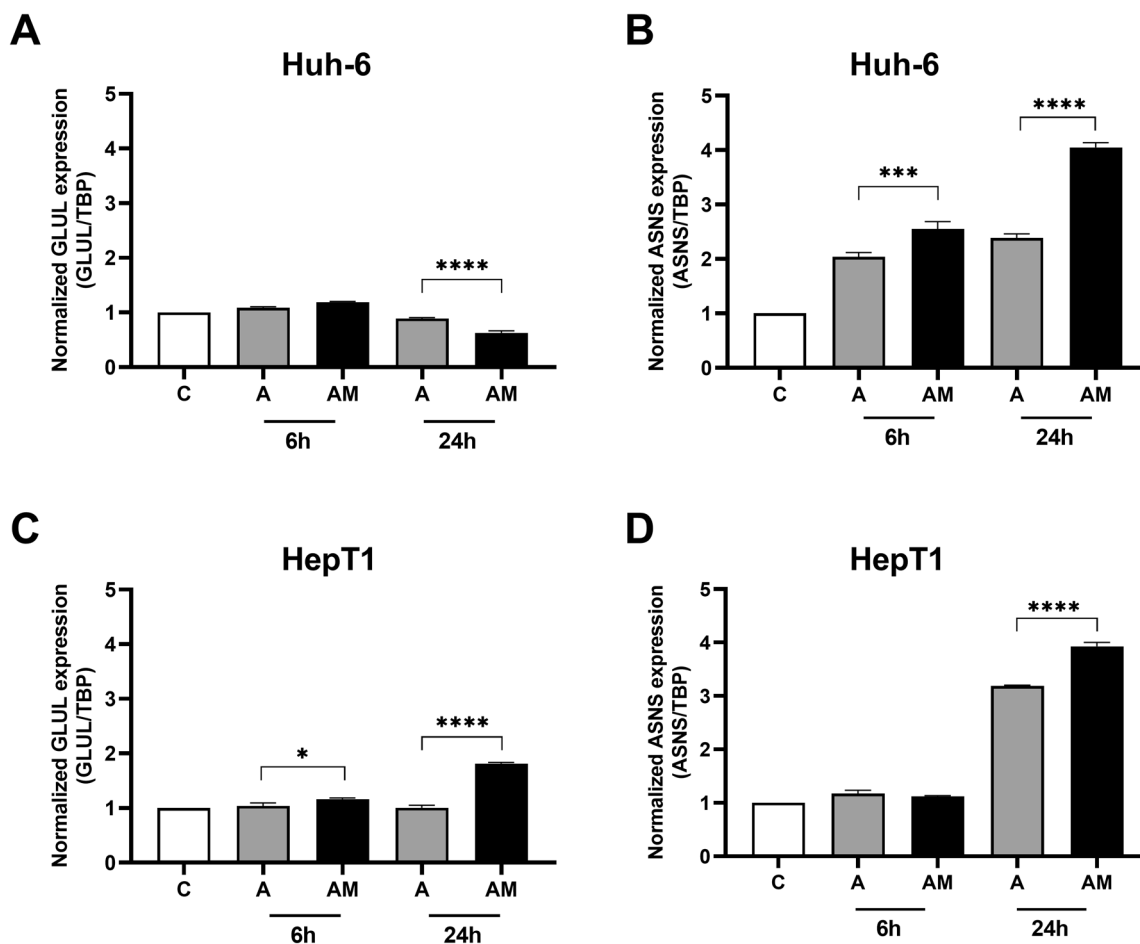 A
Huh-6
Normalized GLUL expression
(GLUL/TBP)
5
4
3
2
1
0
****
C A AM A AM
6h 24h
B
Huh-6
Normalized ASNS expression
(ASNS/TBP)
5
4
3
2
1
0
***
****
C A AM A AM
6h 24h
C
HepT1
Normalized GLUL expression
(GLUL/TBP)
5
4
3
2
1
0
*
****
C A AM A AM
6h 24h
D
HepT1
Normalized ASNS expression
(ASNS/TBP)
5
4
3
2
1
0
****
C A AM A AM
6h 24h